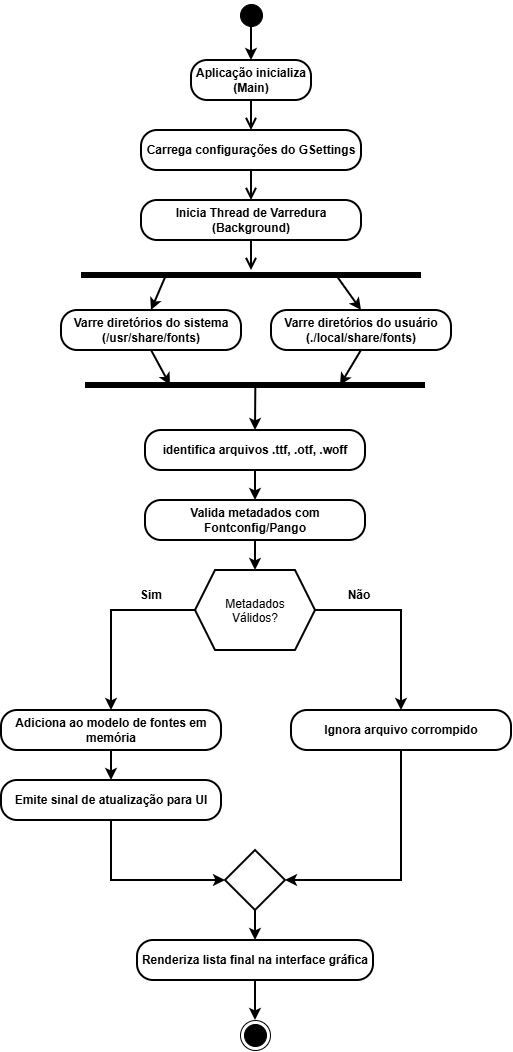 Aplicação inicializa
(Main)
Carrega configurações do GSettings
Inicia Thread de Varredura
(Background)
Varre diretórios do sistema
(/usr/share/fonts)
Varre diretórios do usuário
(./local/share/fonts)
identifica arquivos .ttf, .otf, .woff
Valida metadados com
Fontconfig/Pango
Metadados
Válidos?
Sim
Não
Adiciona ao modelo de fontes em
memória
Ignora arquivo corrompido
Emite sinal de atualização para UI
Renderiza lista final na interface gráfica